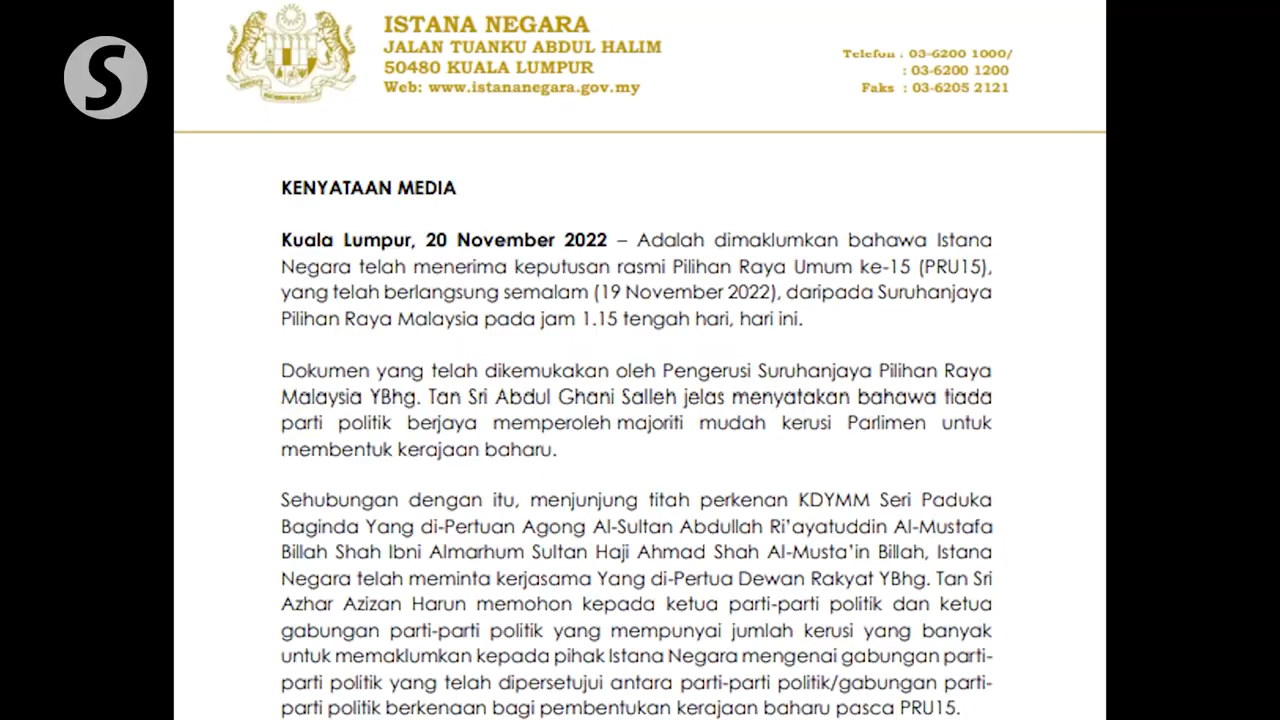 S
ISTANA NEGARA
JALAN TUANKU ABDUL HALIM
50480 KUALA LUMPUR
Web: www.istananegara.gov.my
Telefon : 03-6200 1000/
: 03-6200 1200
Faks : 03-6205 2121
KENYATAAN MEDIA
Kuala Lumpur, 20 November 2022 – Adalah dimaklumkan bahawa Istana
Negara telah menerima keputusan rasmi Pilihan Raya Umum ke-15 (PRU15),
yang telah berlangsung semalam (19 November 2022), daripada Suruhanjaya
Pilihan Raya Malaysia pada jam 1.15 tengah hari, hari ini.
Dokumen yang telah dikemukakan oleh Pengerusi Suruhanjaya Pilihan Raya
Malaysia YBhg. Tan Sri Abdul Ghani Salleh jelas menyatakan bahawa tiada
parti politik berjaya memperoleh majoriti mudah kerusi Parlimen untuk
membentuk kerajaan baharu.
Sehubungan dengan itu, menjunjung titah perkenan KDYMM Seri Paduka
Baginda Yang di-Pertuan Agong Al-Sultan Abdullah Ri'ayatuddin Al-Mustafa
Billah Shah Ibni Almarhum Sultan Haji Ahmad Shah Al-Musta'in Billah, Istana
Negara telah meminta kerjasama Yang di-Pertua Dewan Rakyat YBhg. Tan Sri
Azhar Azizan Harun memohon kepada ketua parti-parti politik dan ketua
gabungan parti-parti politik yang mempunyai jumlah kerusi yang banyak
untuk memaklumkan kepada pihak Istana Negara mengenai gabungan parti-
parti politik yang telah dipersetujui antara parti-parti politik/gabungan parti-
parti politik berkenaan bagi pembentukan kerajaan baharu pasca PRU15.